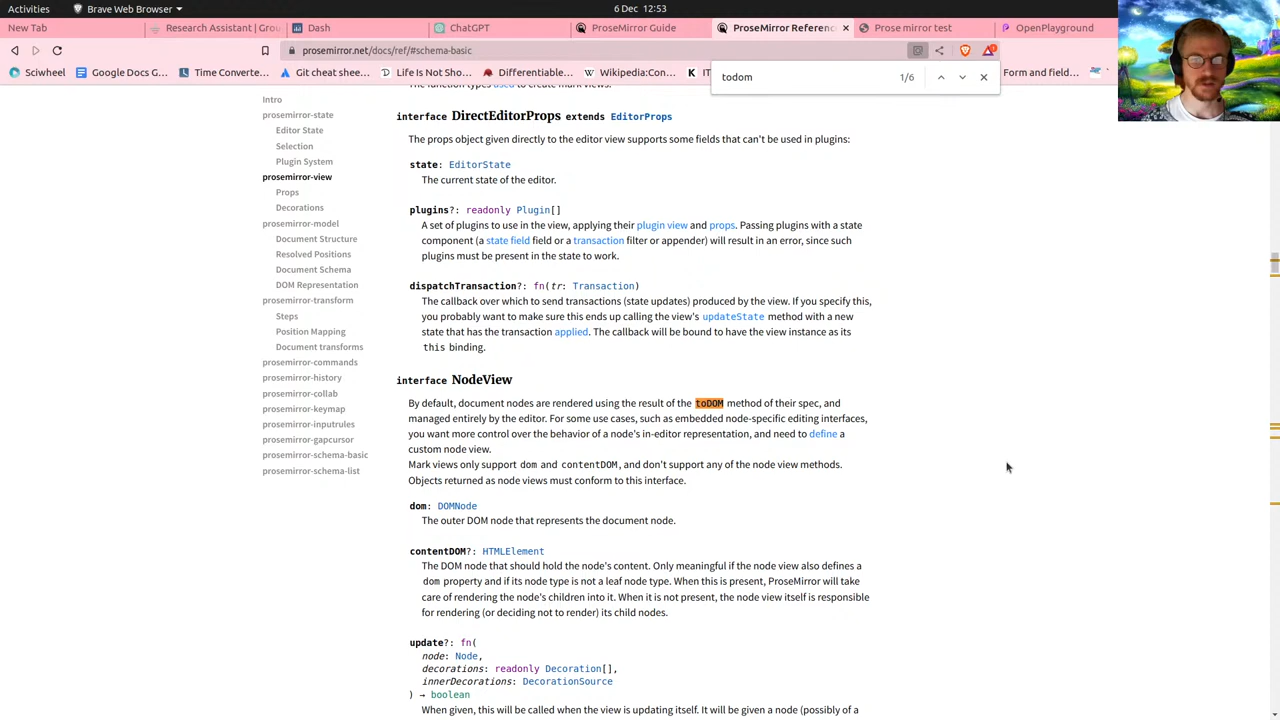 Activities
Brave Web Browser
6 Dec 12:53
New Tab
Research Assistant (Grad
Dash
ChatGPT
ProseMirror Guide
ProseMirror Referenc
Prose mirror test
OpenPlayground
prosemirror.net/docs/ref/#schema-basic
Sciwheel
Google Docs G...
Time Converte...
Git cheat sheet...
Life Is Not Shor...
Differentiable...
Wikipedia:Con...
Form and field...
todom
1/6
The function types used to create mark views.
Intro
prosemirror-state
Editor State
Selection
Plugin System
prosemirror-view
Props
Decorations
prosemirror-model
Document Structure
Resolved Positions
Document Schema
DOM Representation
prosemirror-transform
Steps
Position Mapping
Document transforms
prosemirror-commands
prosemirror-history
prosemirror-collab
prosemirror-keymap
prosemirror-inputrules
prosemirror-gapcursor
prosemirror-schema-basic
prosemirror-schema-list
interface DirectEditorProps extends EditorProps
The props object given directly to the editor view supports some fields that can't be used in plugins:
state: EditorState
The current state of the editor.
plugins?: readonly Plugin[]
A set of plugins to use in the view, applying their plugin view and props. Passing plugins with a state
component (a state field field or a transaction filter or appender) will result in an error, since such
plugins must be present in the state to work.
dispatchTransaction?: fn(tr: Transaction)
The callback over which to send transactions (state updates) produced by the view. If you specify this,
you probably want to make sure this ends up calling the view's updateState method with a new
state that has the transaction applied. The callback will be bound to have the view instance as its
this binding.
interface NodeView
By default, document nodes are rendered using the result of the toDOM method of their spec, and
managed entirely by the editor. For some use cases, such as embedded node-specific editing interfaces,
you want more control over the behavior of a node's in-editor representation, and need to define a
custom node view.
Mark views only support dom and contentDOM, and don't support any of the node view methods.
Objects returned as node views must conform to this interface.
dom: DOMNode
The outer DOM node that represents the document node.
contentDOM?: HTMLElement
The DOM node that should hold the node's content. Only meaningful if the node view also defines a
dom property and if its node type is not a leaf node type. When this is present, ProseMirror will take
care of rendering the node's children into it. When it is not present, the node view itself is responsible
for rendering (or deciding not to render) its child nodes.
update?: fn(
node: Node,
decorations: readonly Decoration[],
innerDecorations: DecorationSource
) → boolean
When given, this will be called when the view is updating itself. It will be given a node (possibly of a